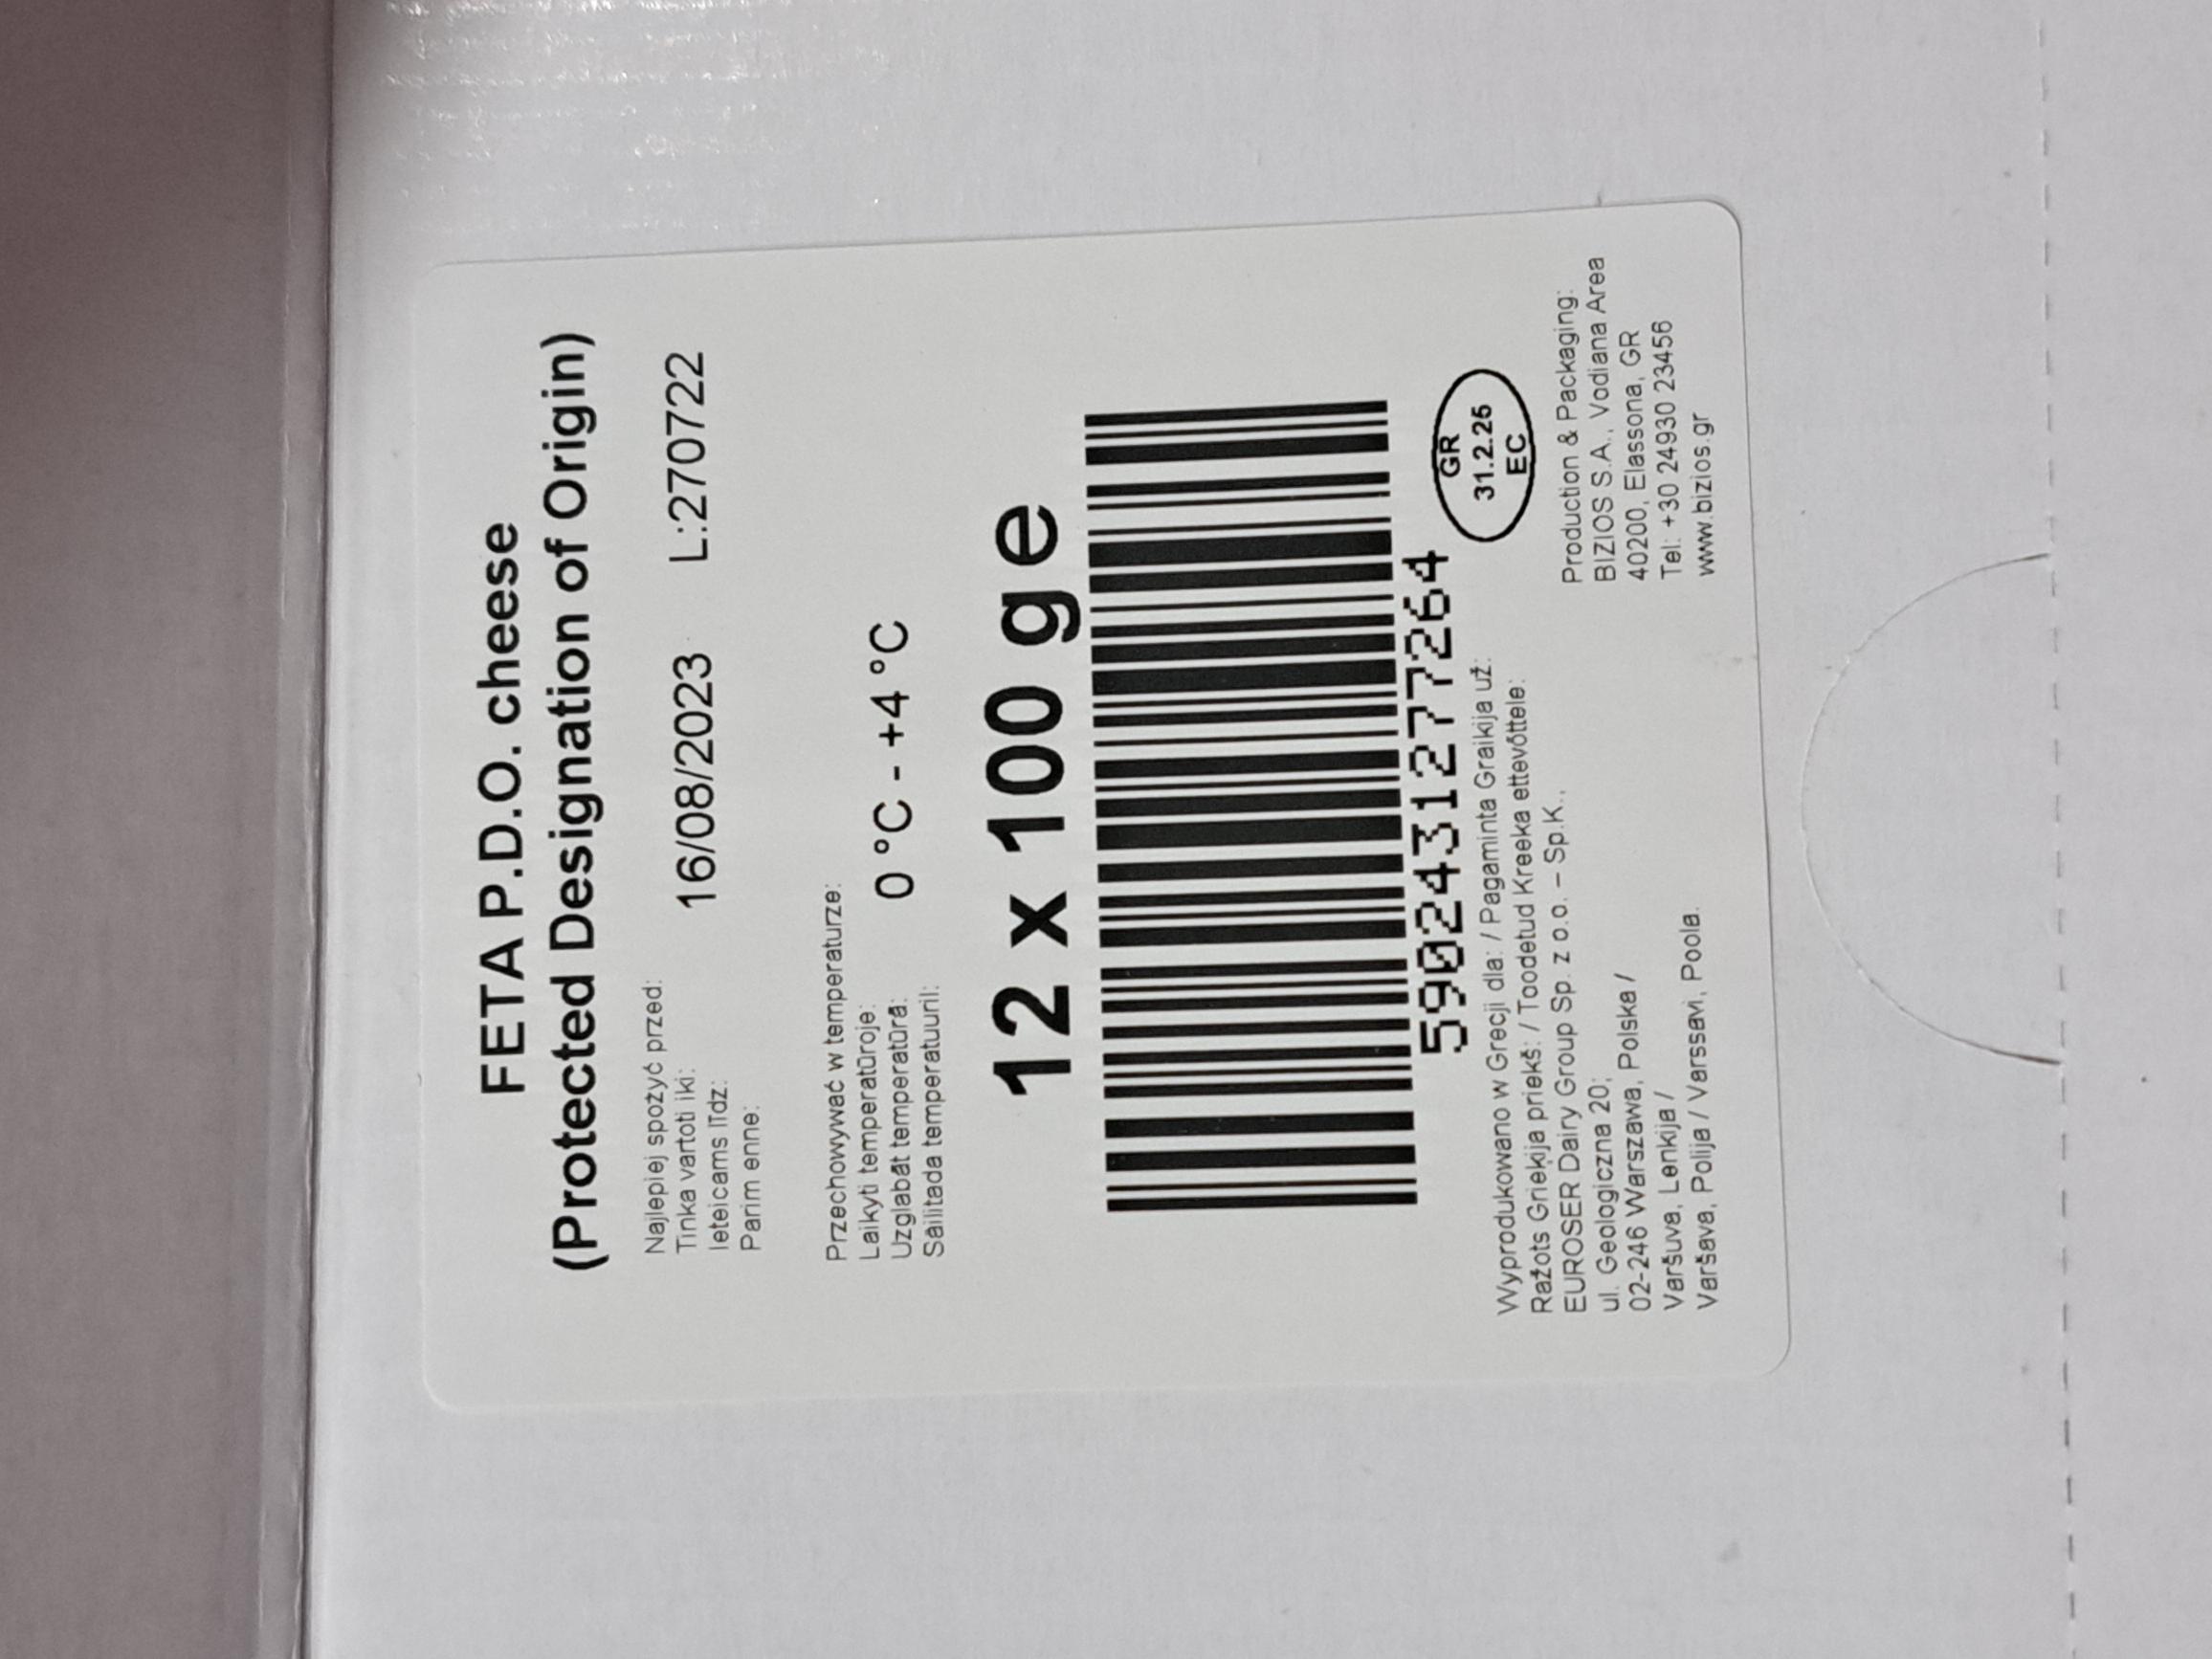 FETA P.D.O. cheese
(Protected Designation of Origin)
Najlepiej spożyć przed:
Tinka vartoti iki:
Ieteicams līdz:
Parim enne:
16/08/2023 L:270722
Przechowywać w temperaturze:
Laikyti temperatūroje:
Uzglabāt temperatūrā:
Säilitada temperatuuril:
0 °C - +4 °C
12 x 100 g e
5902431277264
GR
31.2.25
EC
Wyprodukowano w Grecji dla: / Pagaminta Graikija už:
Ražots Grieķija priekš: / Toodetud Kreeka ettevõttele:
EUROSER Dairy Group Sp. z o.o. – Sp.K.,
ul. Geologiczna 20;
02-246 Warszawa, Polska /
Varšuva, Lenkija /
Varšava, Polija / Varssavi, Poola.
Production & Packaging:
BIZIOS S.A., Vodiana Area
40200, Elassona, GR
Tel: +30 24930 23456
www.bizios.gr